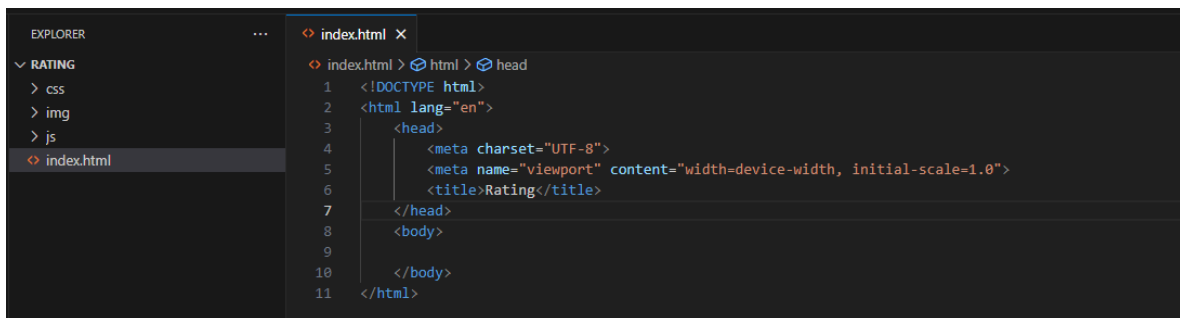 EXPLORER ...
RATING
css
img
js
index.html
index.html
index.html > html > head
1 <!DOCTYPE html>
2 <html lang="en">
3 <head>
4 <meta charset="UTF-8">
5 <meta name="viewport" content="width=device-width, initial-scale=1.0">
6 <title>Rating</title>
7 </head>
8 <body>
9
10 </body>
11 </html>